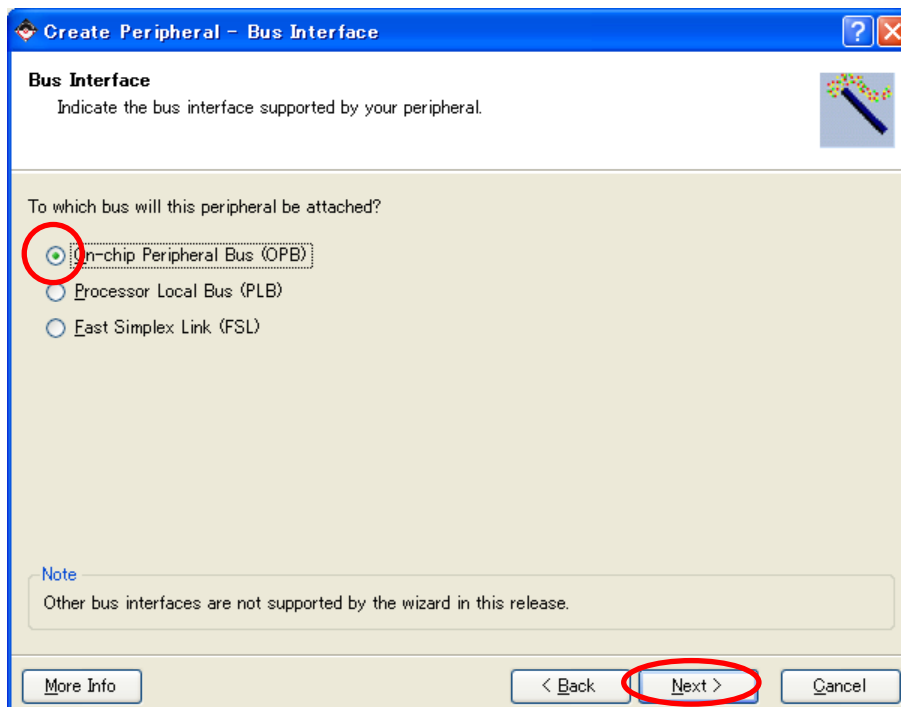 Create Peripheral - Bus Interface
Bus Interface
Indicate the bus interface supported by your peripheral.
To which bus will this peripheral be attached?
On-chip Peripheral Bus (OPB)
Processor Local Bus (PLB)
Fast Simplex Link (FSL)
Note
Other bus interfaces are not supported by the wizard in this release.
More Info
< Back
Next >
Cancel